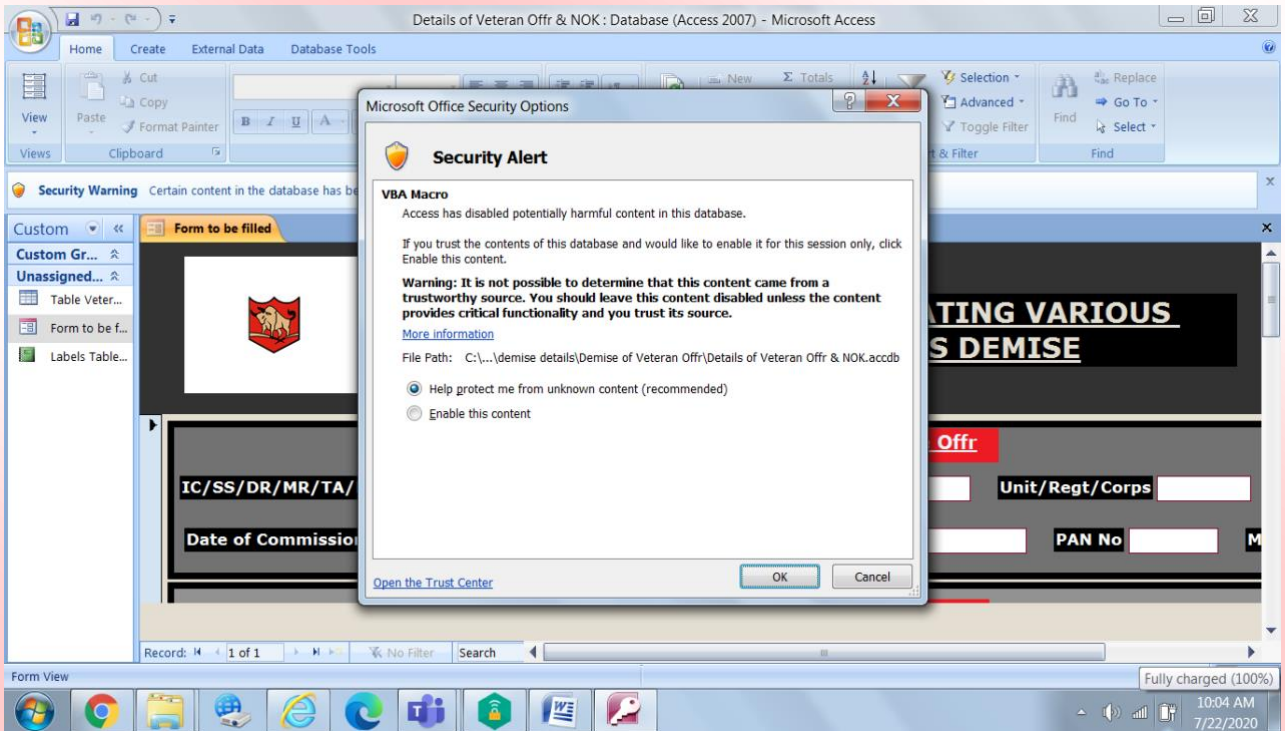 Details of Veteran Offr & NOK : Database (Access 2007) - Microsoft Access
Home Create External Data Database Tools
View
Paste
Cut
Copy
Format Painter
B I U A
New Σ Totals
Selection
Advanced
Toggle Filter
Find
Replace
Go To
Select
Views Clipboard & Filter Find
Security Warning Certain content in the database has be
Microsoft Office Security Options
Security Alert
VBA Macro
Access has disabled potentially harmful content in this database.
If you trust the contents of this database and would like to enable it for this session only, click
Enable this content.
Warning: It is not possible to determine that this content came from a
trustworthy source. You should leave this content disabled unless the content
provides critical functionality and you trust its source.
More information
File Path: C:\...\demise details\Demise of Veteran Offr\Details of Veteran Offr & NOK.accdb
Help protect me from unknown content (recommended)
Enable this content
Open the Trust Center OK Cancel
Custom
Custom Gr...
Unassigned...
Table Veter...
Form to be f...
Labels Table...
Form to be filled
TING VARIOUS
S DEMISE
Offr
IC/SS/DR/MR/TA/ Unit/Regt/Corps
Date of Commissio PAN No M
Record: 1 of 1 No Filter Search
Form View
Fully charged (100%)
10:04 AM
7/22/2020